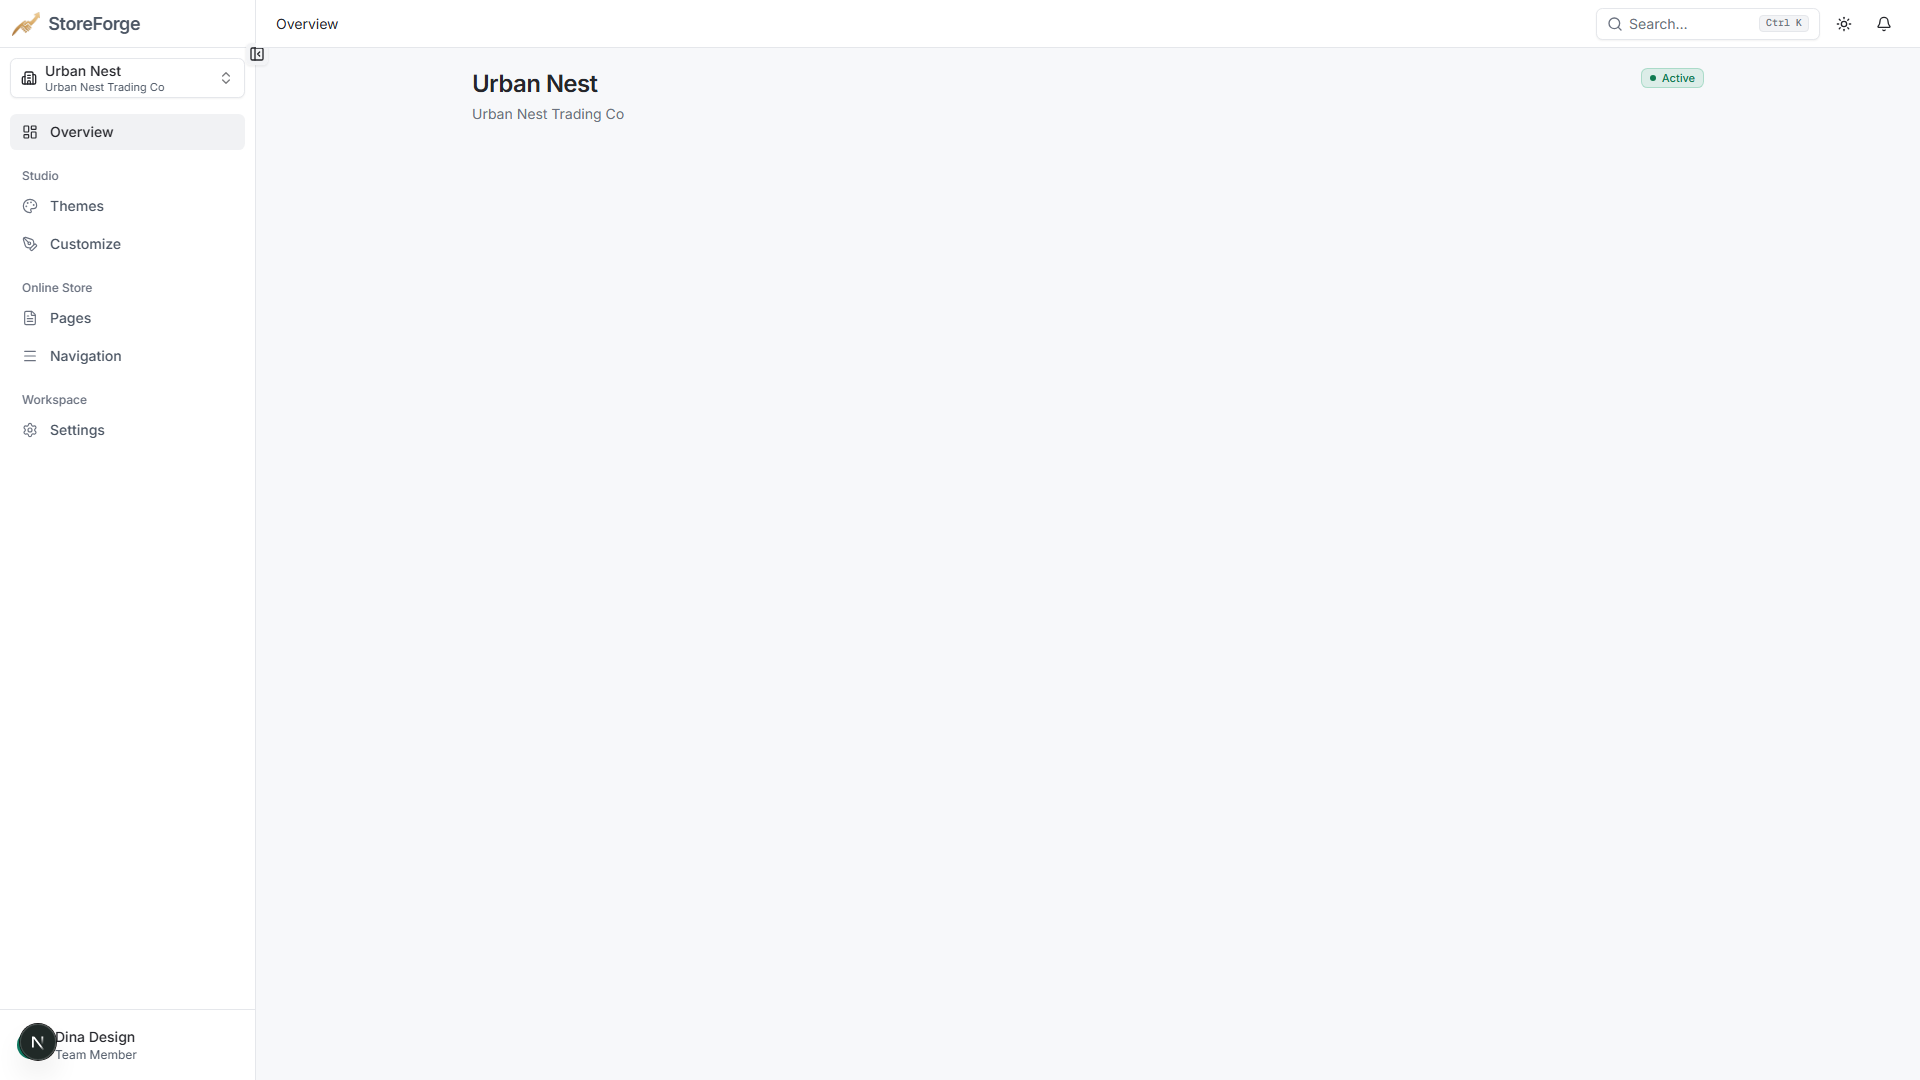 StoreForge
Overview
Search...
Ctrl K
Urban Nest
Urban Nest Trading Co
Overview
Studio
Themes
Customize
Online Store
Pages
Navigation
Workspace
Settings
Urban Nest
Urban Nest Trading Co
Active
N
Dina Design
Team Member